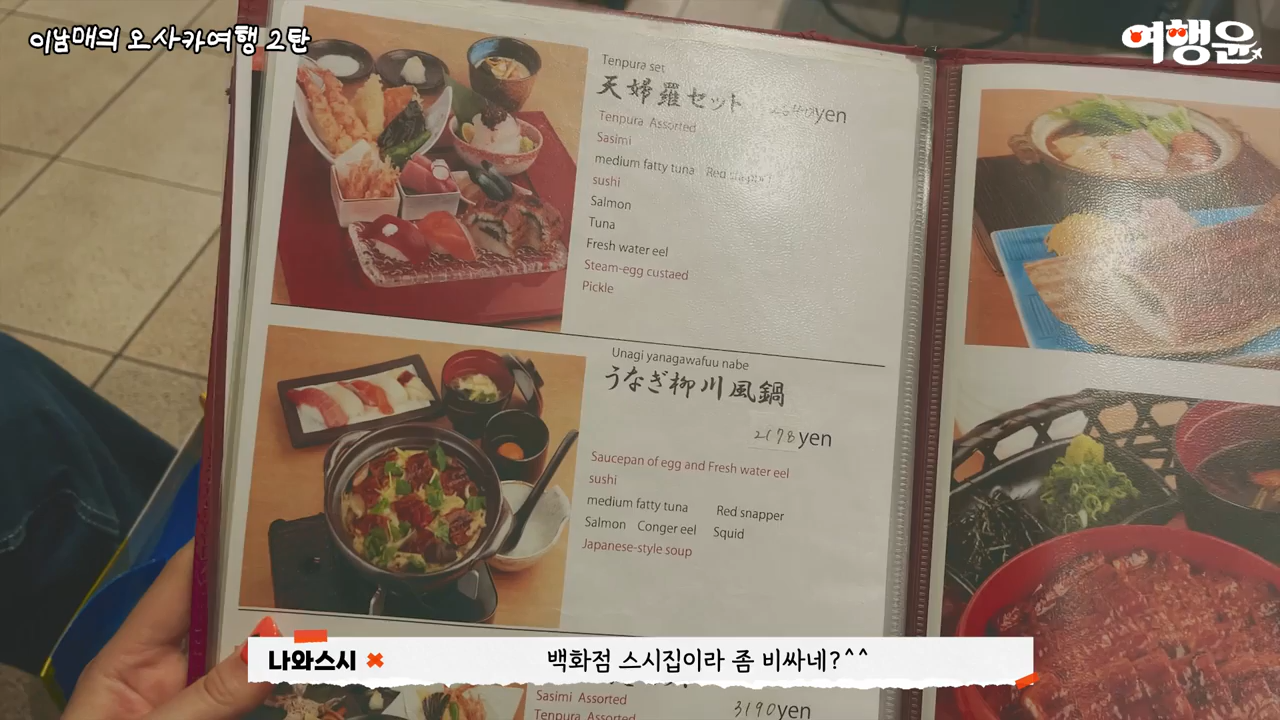 이남매의 오사카여행 2탄
여행윤
Tenpura set
天婦羅セット 2640yen
Tenpura Assorted
Sasimi
medium fatty tuna Red snapper
sushi
Salmon
Tuna
Fresh water eel
Steam-egg custaed
Pickle
Unagi yanagawafuu nabe
うなぎ柳川風鍋
2178yen
Saucepan of egg and Fresh water eel
sushi
medium fatty tuna Red snapper
Salmon Conger eel Squid
Japanese-style soup
나와스시 백화점 스시집이라 좀 비싸네?^^
Sasimi Assorted
3190yen
Tenpura Assorted